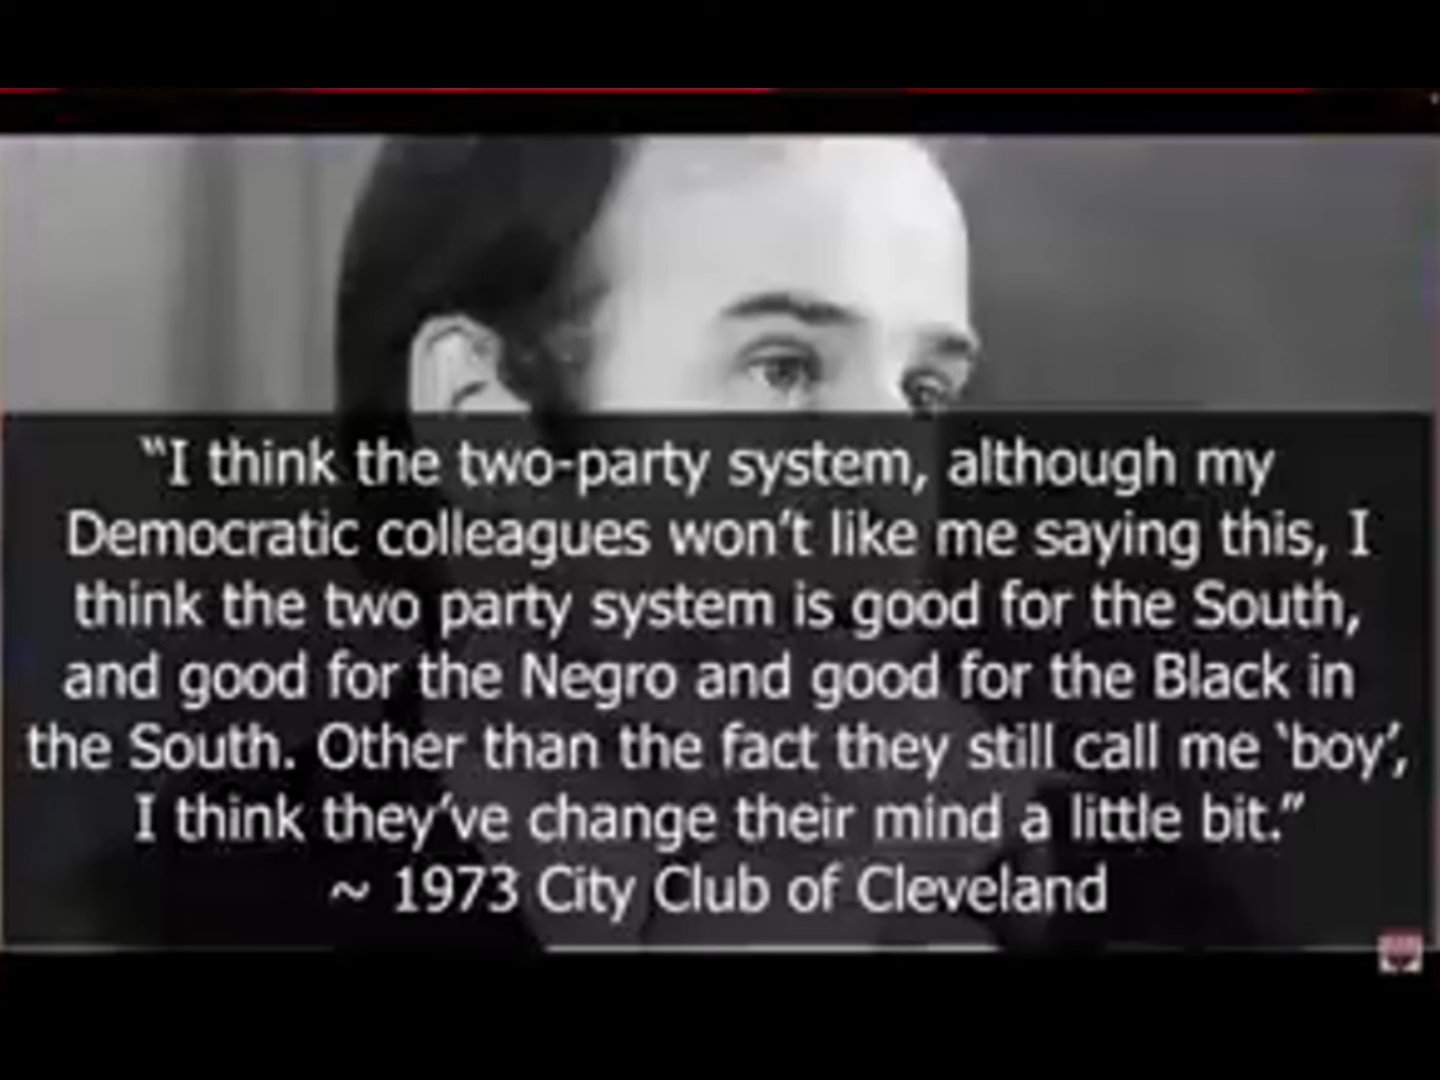 “I think the two-party system, although my
Democratic colleagues won’t like me saying this, I
think the two party system is good for the South,
and good for the Negro and good for the Black in
the South. Other than the fact they still call me ‘boy’,
I think they’ve change their mind a little bit.”
~ 1973 City Club of Cleveland